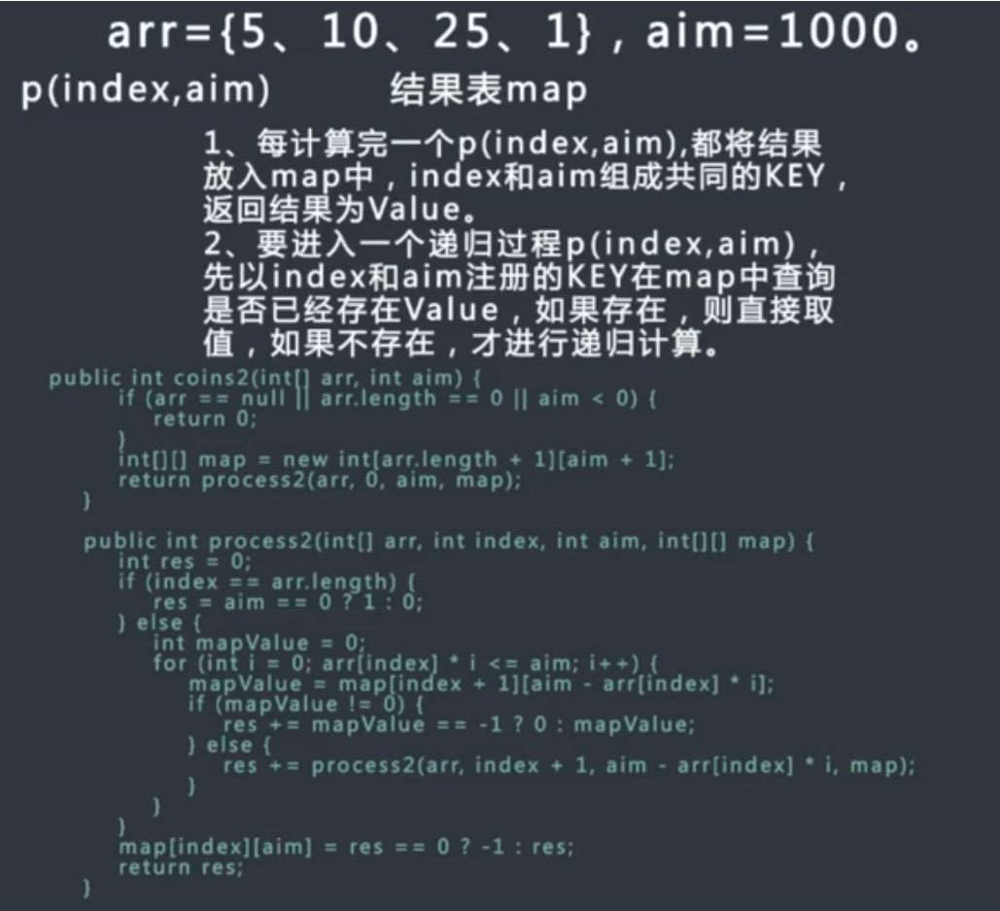 arr={5、10、25、1}，aim=1000。
p(index,aim) 结果表map
1、每计算完一个p(index,aim),都将结果
放入map中，index和aim组成共同的KEY，
返回结果为Value。
2、要进入一个递归过程p(index,aim)，
先以index和aim注册的KEY在map中查询
是否已经存在Value，如果存在，则直接取
值，如果不存在，才进行递归计算。
public int coins2(int[] arr, int aim) {
if (arr == null || arr.length == 0 || aim < 0) {
return 0;
}
int[][] map = new int[arr.length + 1][aim + 1];
return process2(arr, 0, aim, map);
}
public int process2(int[] arr, int index, int aim, int[][] map) {
int res = 0;
if (index == arr.length) {
res = aim == 0 ? 1 : 0;
} else {
int mapValue = 0;
for (int i = 0; arr[index] * i <= aim; i++) {
mapValue = map[index + 1][aim - arr[index] * i];
if (mapValue != 0) {
res += mapValue == -1 ? 0 : mapValue;
} else {
res += process2(arr, index + 1, aim - arr[index] * i, map);
}
}
}
map[index][aim] = res == 0 ? -1 : res;
return res;
}